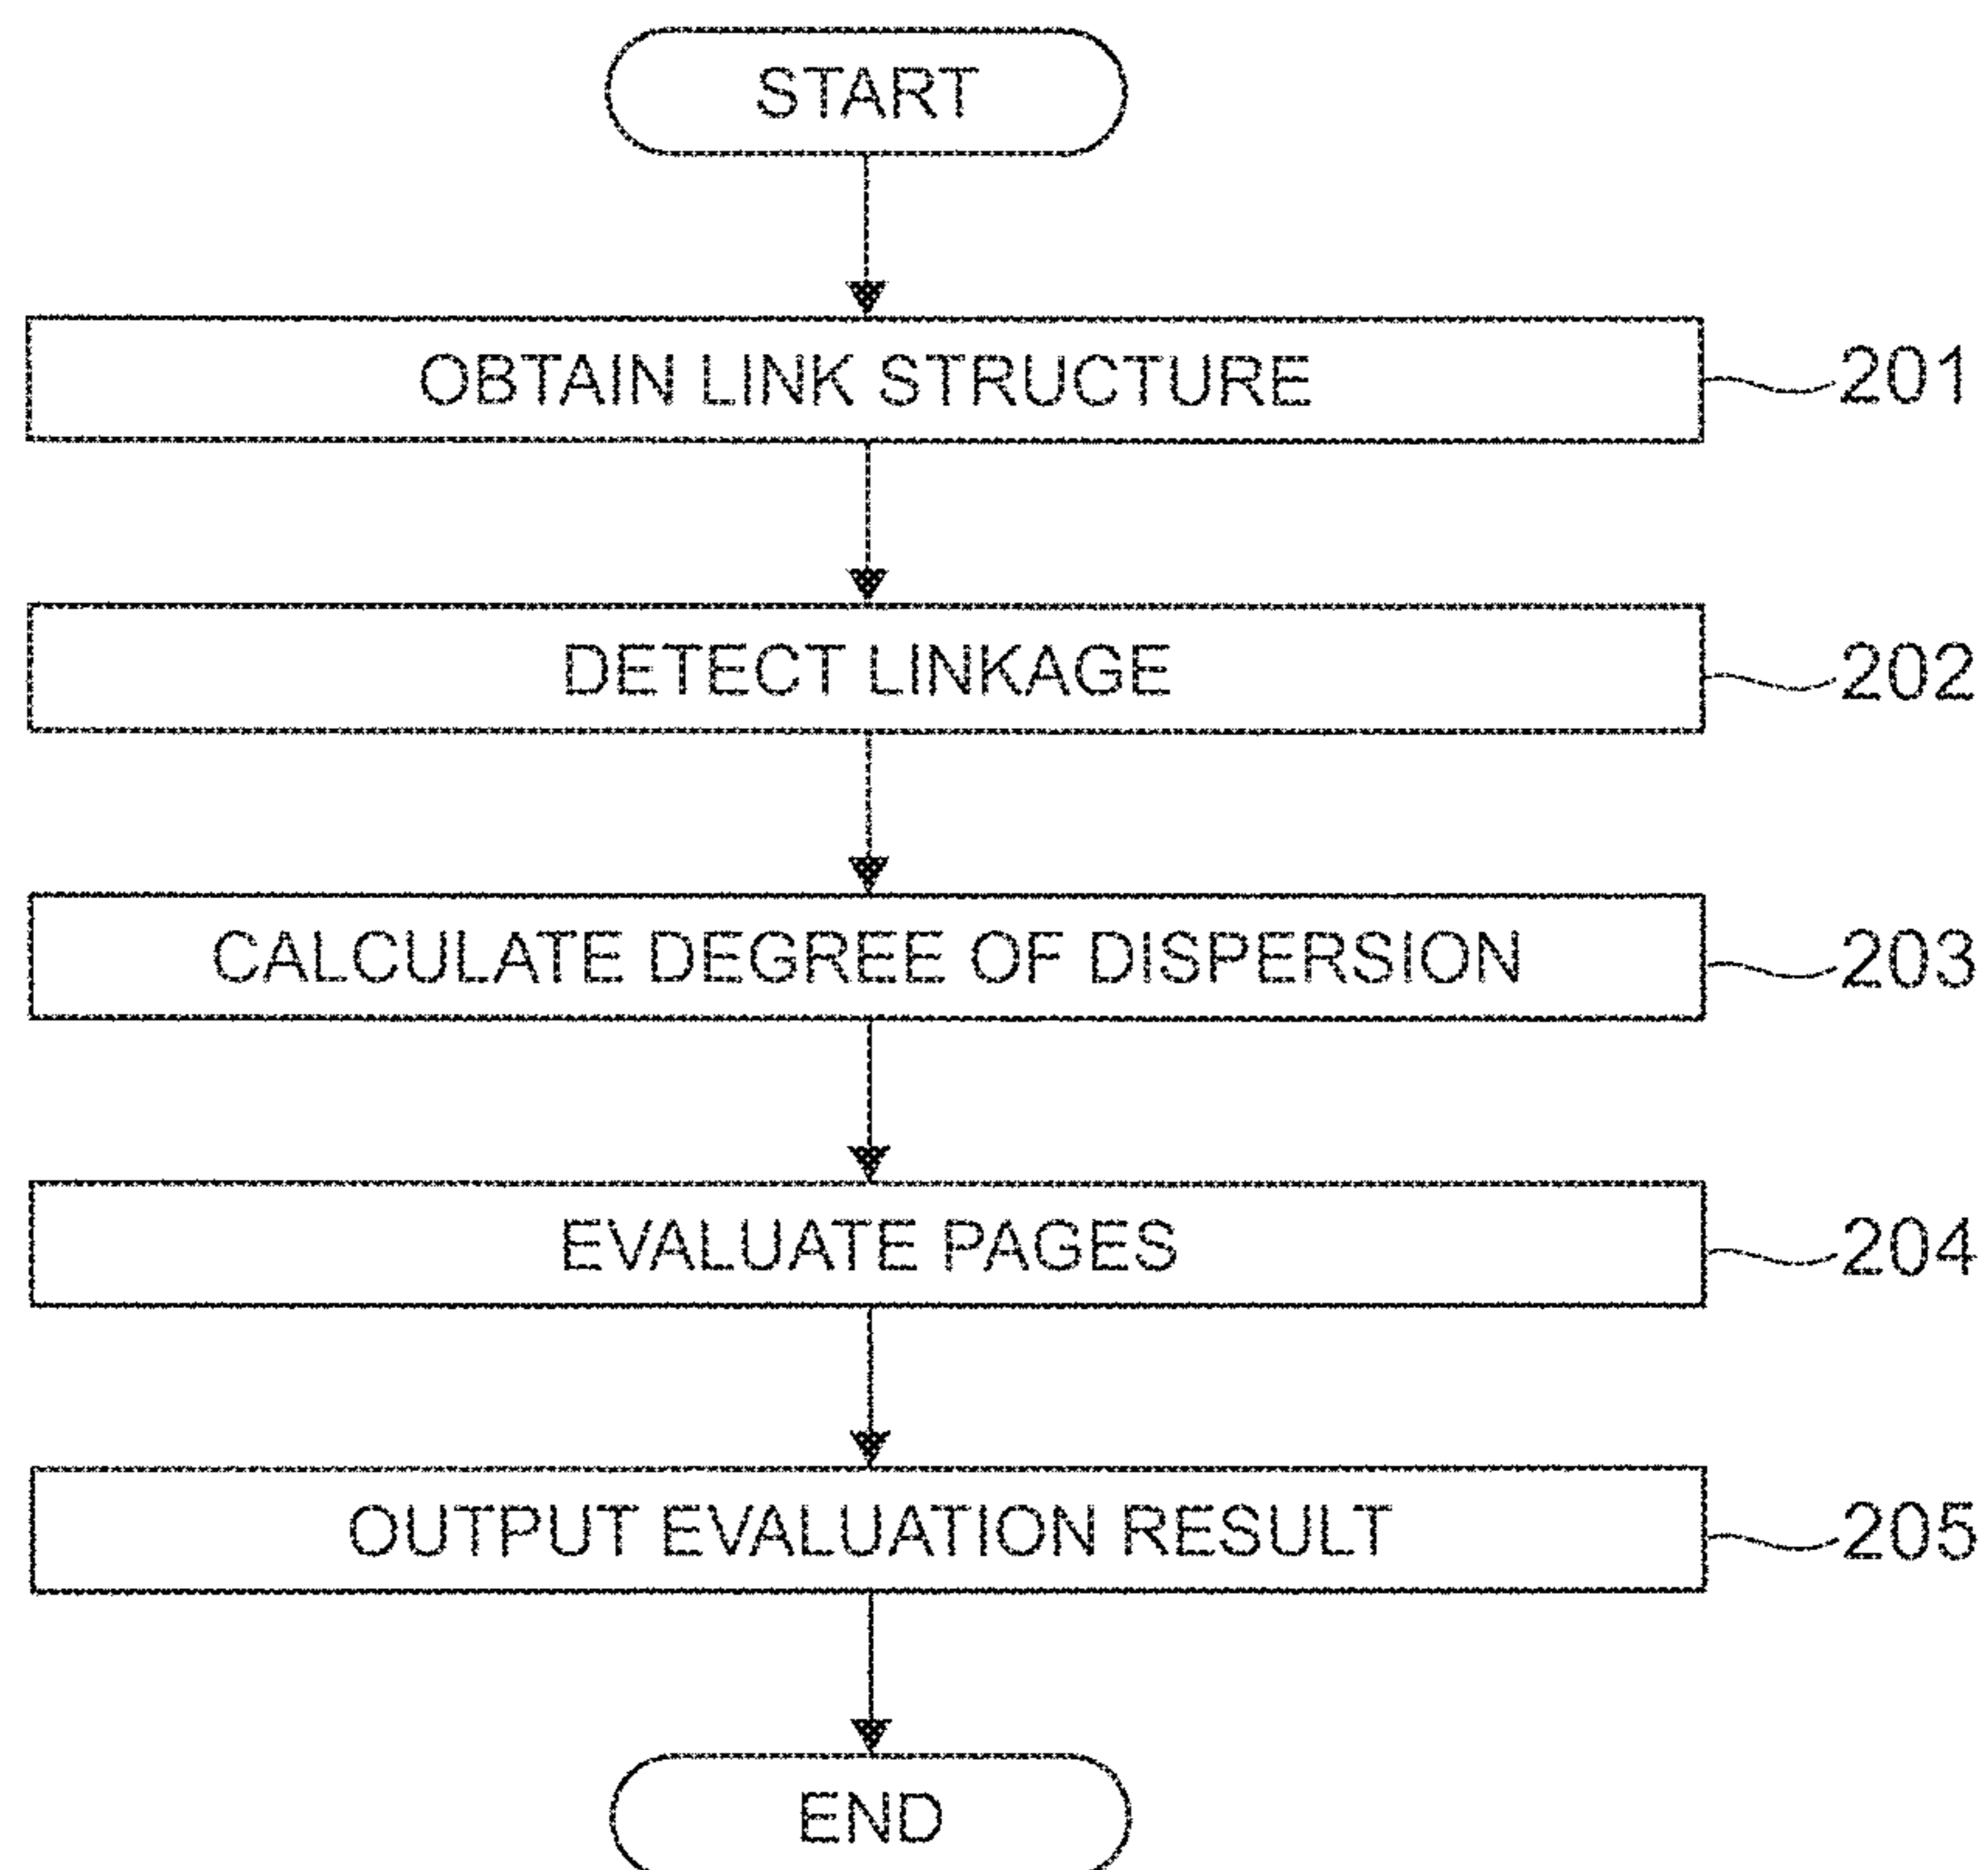 START
OBTAIN LINK STRUCTURE 201
DETECT LINKAGE 202
CALCULATE DEGREE OF DISPERSION 203
EVALUATE PAGES 204
OUTPUT EVALUATION RESULT 205
END